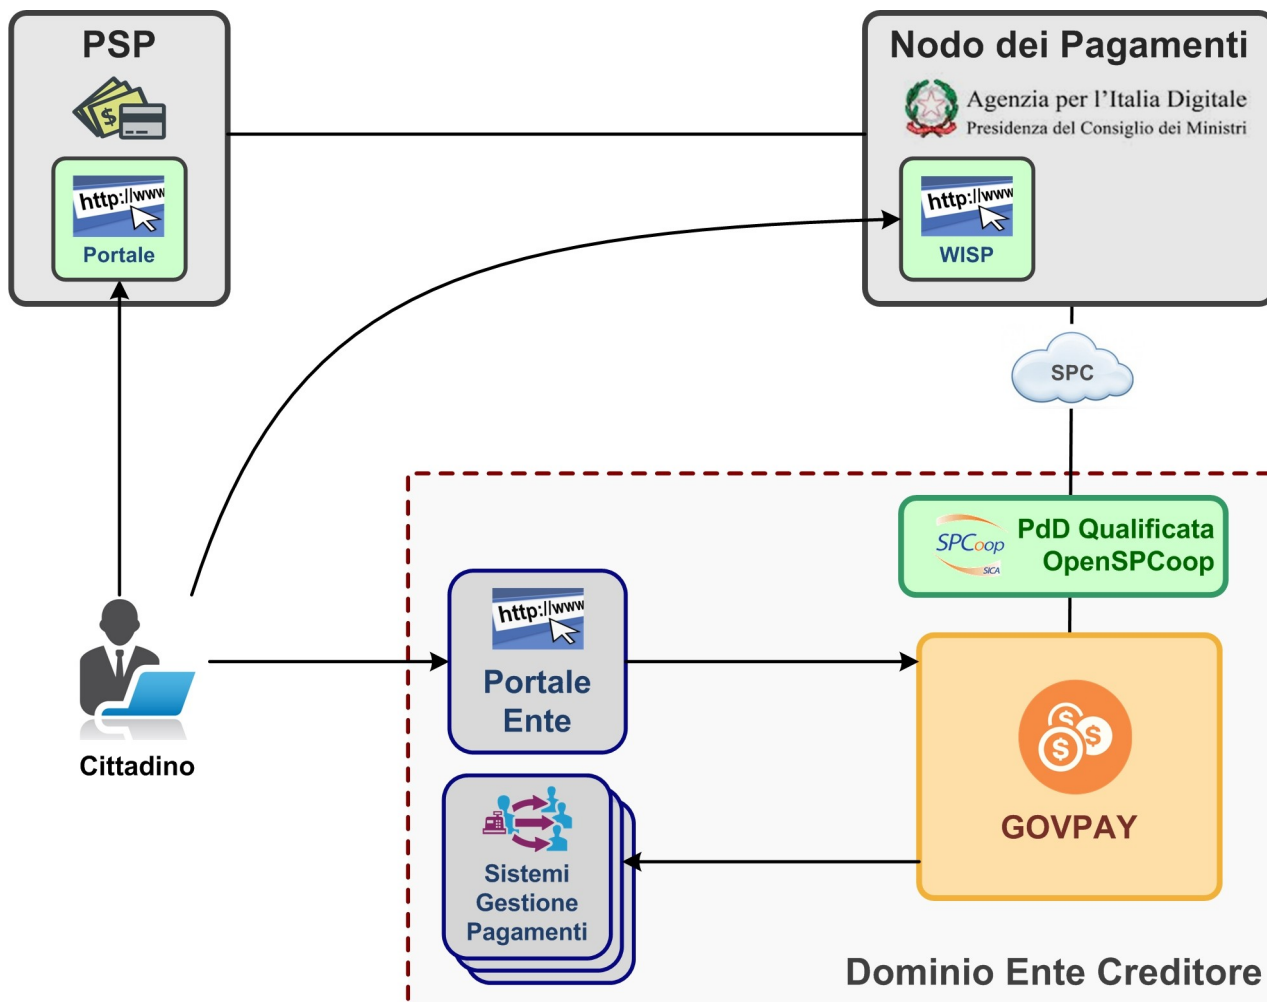 PSP
http://www
Portale
Nodo dei Pagamenti
Agenzia per l'Italia Digitale
Presidenza del Consiglio dei Ministri
http://www
WISP
SPC
SPCoop
SICA
PdD Qualificata
OpenSPCoop
http://www
Portale
Ente
Cittadino
GOVPAY
Sistemi
Gestione
Pagamenti
Dominio Ente Creditore